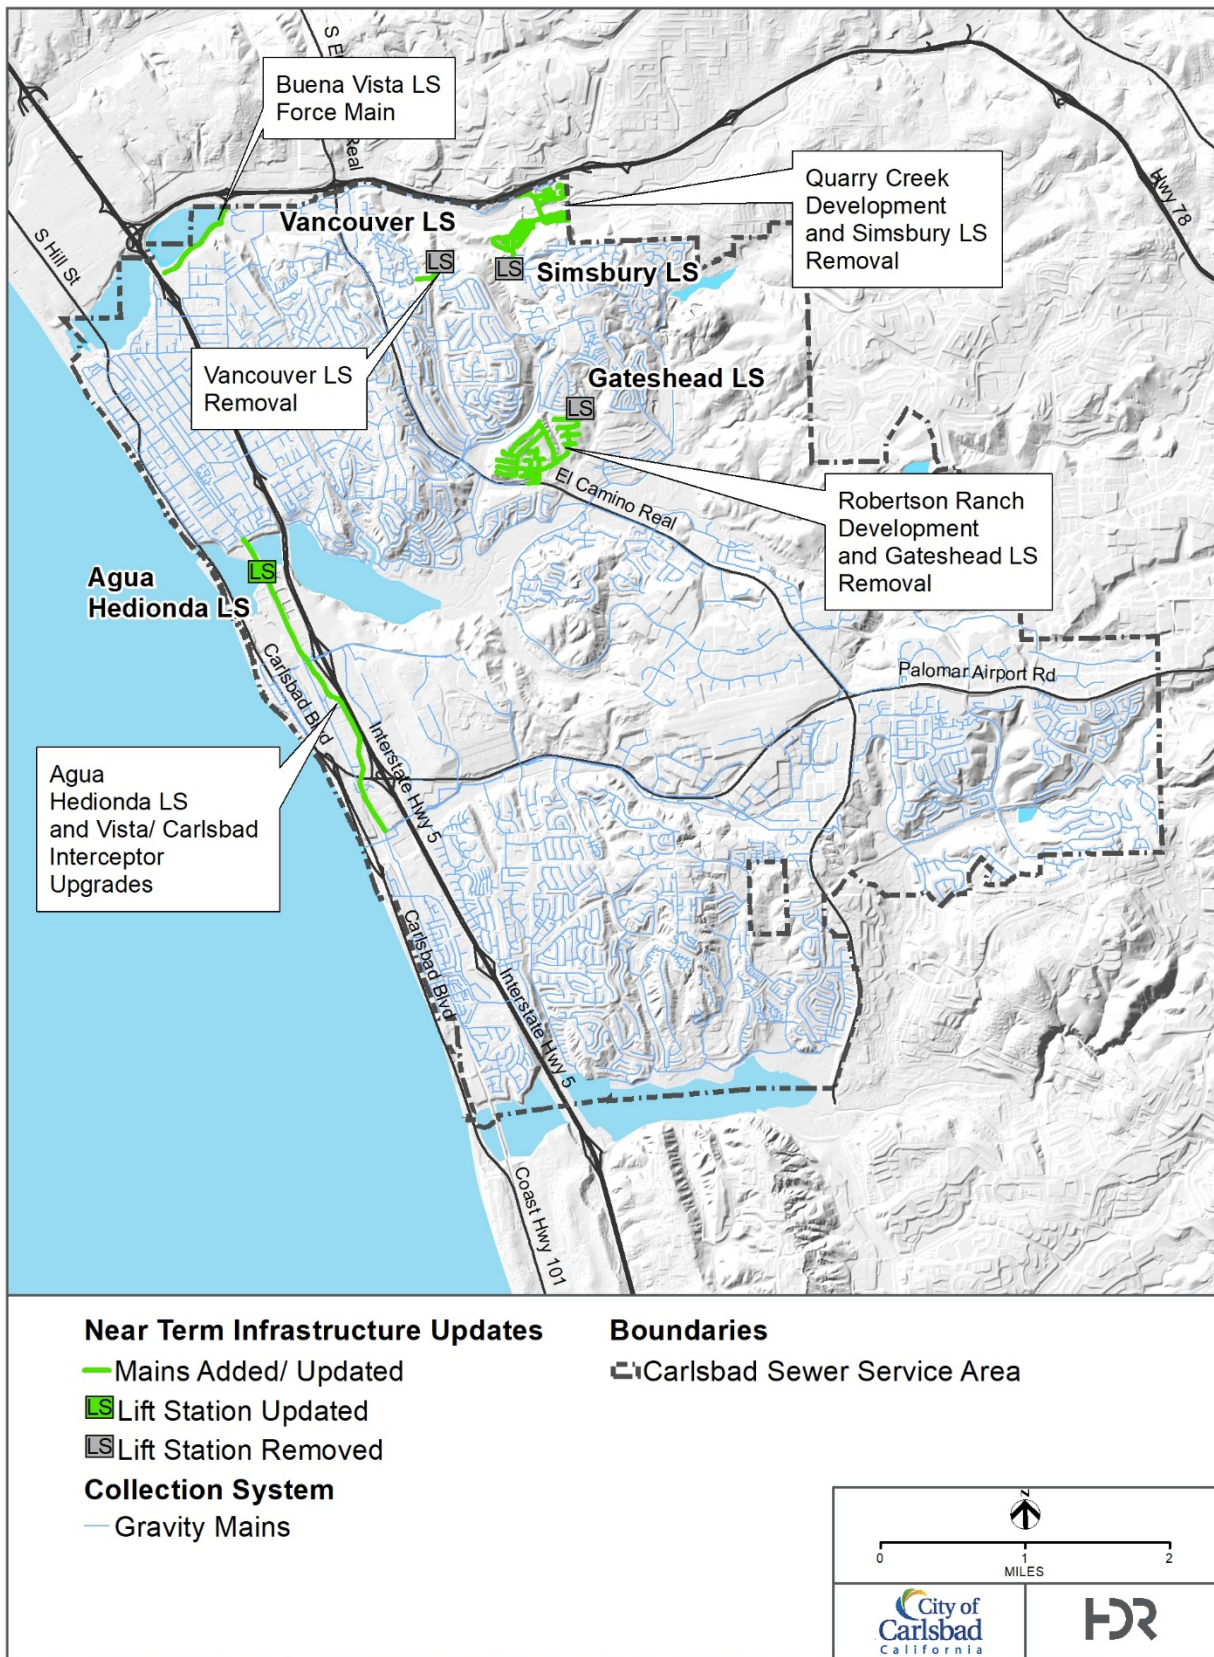 S El
Real
Buena Vista LS
Force Main
Quarry Creek
Development
and Simsbury LS
Removal
Hwy 78
S Hill St
Vancouver LS
LS
LS
Simsbury LS
Vancouver LS
Removal
Gateshead LS
LS
El Camino Real
Robertson Ranch
Development
and Gateshead LS
Removal
LS
Agua
Hedionda LS
Carlsbad Blvd
Interstate Hwy 5
Palomar Airport Rd
Agua
Hedionda LS
and Vista/ Carlsbad
Interceptor
Upgrades
Carlsbad Blvd
Interstate Hwy 5
Coast Hwy 101
Near Term Infrastructure Updates
Mains Added/ Updated
LS Lift Station Updated
LS Lift Station Removed
Collection System
Gravity Mains
Boundaries
Carlsbad Sewer Service Area
N
0 1 2
MILES
City of
Carlsbad
California
HDR